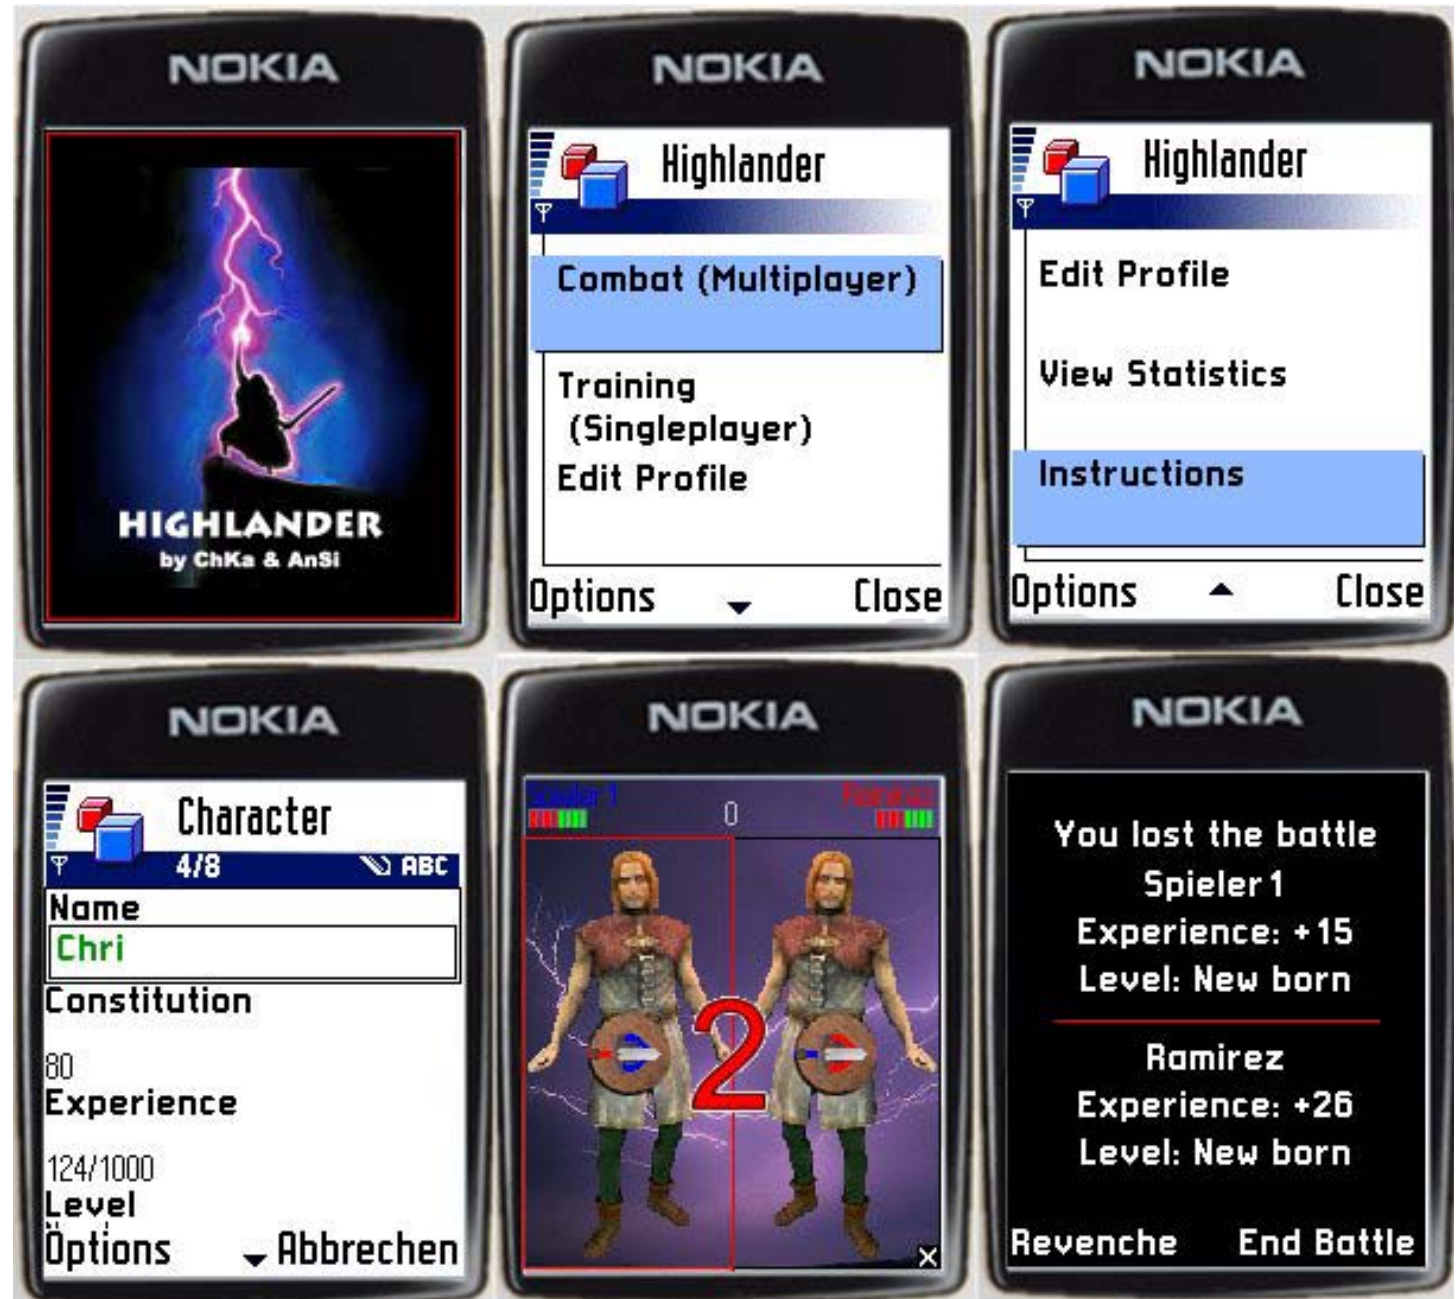 NOKIA
HIGHLANDER
by ChKa & AnSi
NOKIA
Highlander
Combat (Multiplayer)
Training
(Singleplayer)
Edit Profile
Options
Close
NOKIA
Highlander
Edit Profile
View Statistics
Instructions
Options
Close
NOKIA
Character
4/8
ABC
Name
Chri
Constitution
80
Experience
124/1000
Level
Options
Abbrechen
NOKIA
Spieler 1
0
Ramirez
2
NOKIA
You lost the battle
Spieler 1
Experience: +15
Level: New born
Ramirez
Experience: +26
Level: New born
Revenche
End Battle